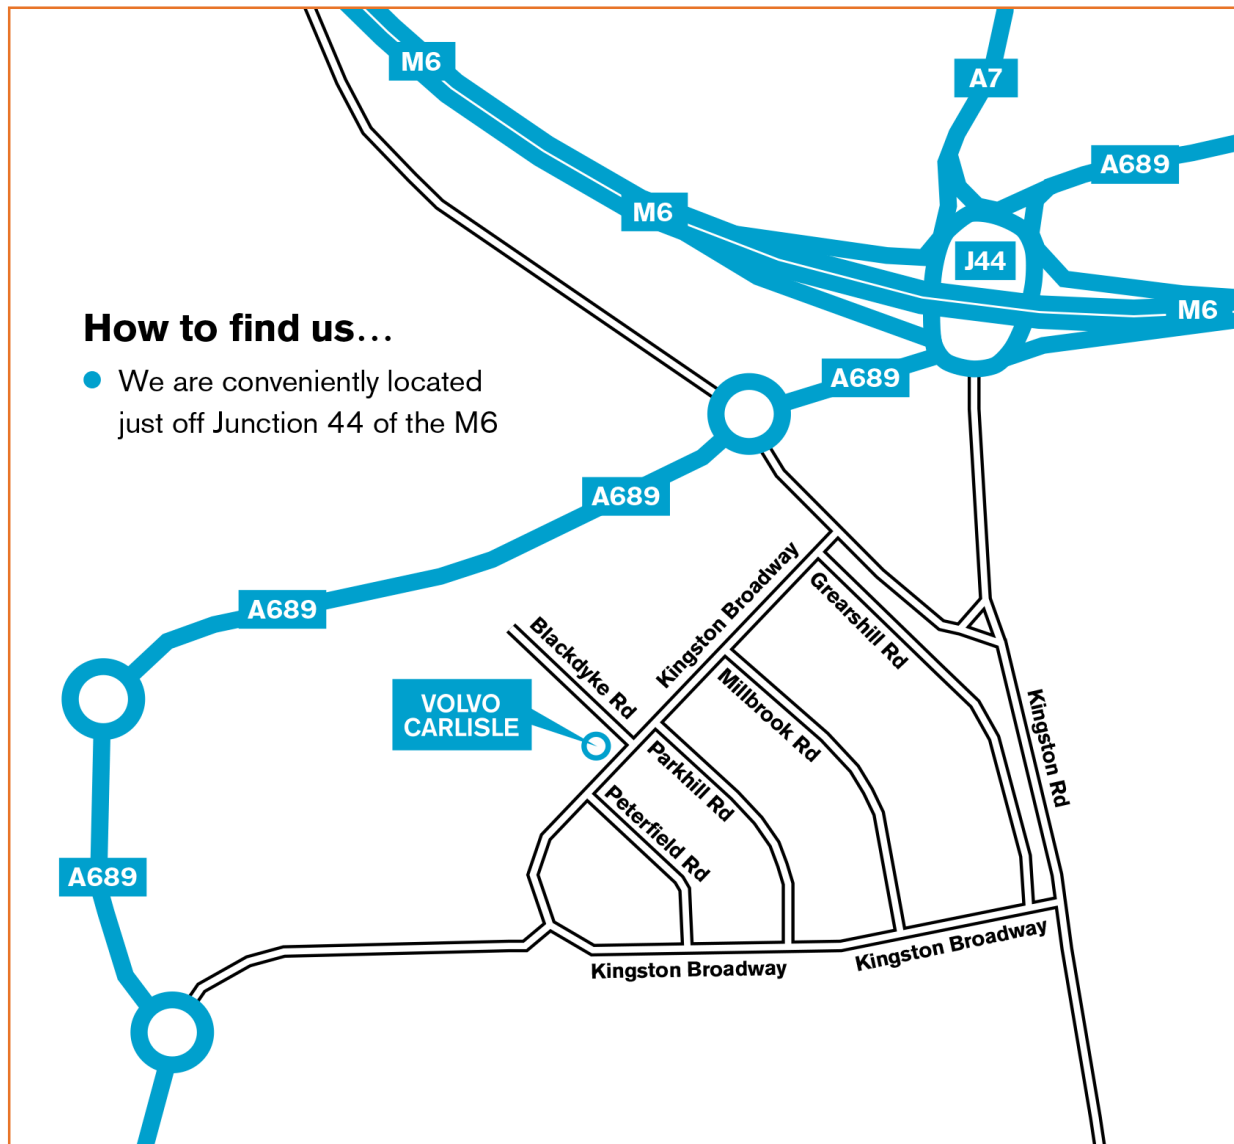 M6
A7
A689
M6
J44
M6
How to find us...
We are conveniently located
just off Junction 44 of the M6
A689
A689
Kingston Broadway
Grearshill Rd
A689
Blackdyke Rd
Millbrook Rd
Kingston Rd
VOLVO
CARLISLE
Parkhill Rd
Peterfield Rd
A689
Kingston Broadway
Kingston Broadway